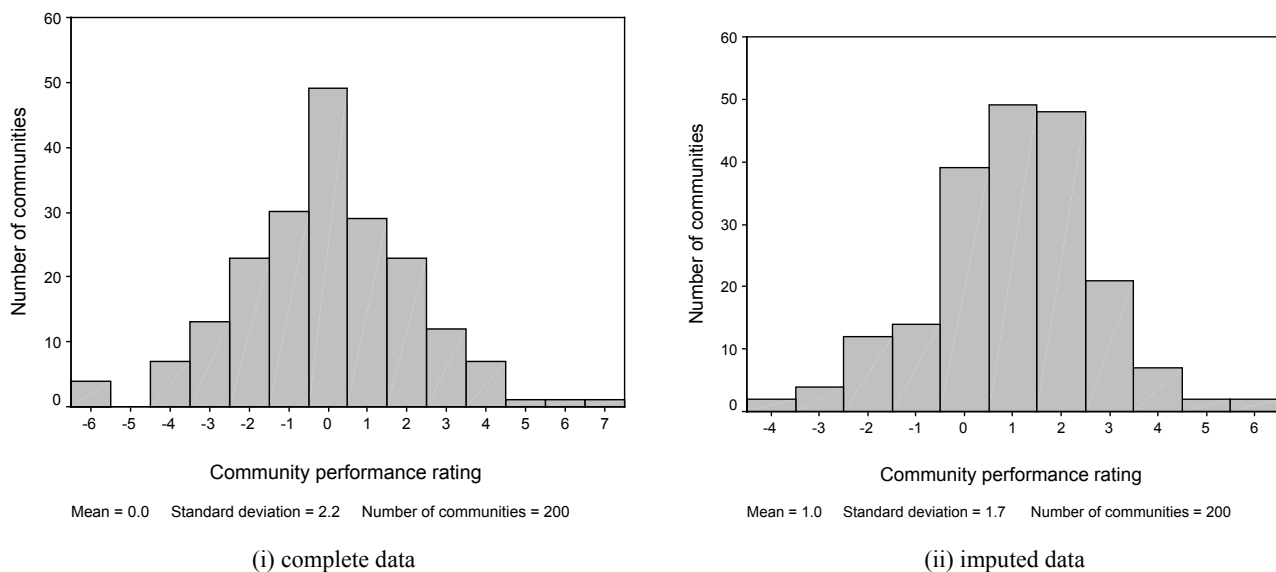 60
50
40
30
20
10
0
Number of communities
-6 -5 -4 -3 -2 -1 0 1 2 3 4 5 6 7
Community performance rating
Mean = 0.0 Standard deviation = 2.2 Number of communities = 200
(i) complete data
60
50
40
30
20
10
0
Number of communities
-4 -3 -2 -1 0 1 2 3 4 5 6
Community performance rating
Mean = 1.0 Standard deviation = 1.7 Number of communities = 200
(ii) imputed data